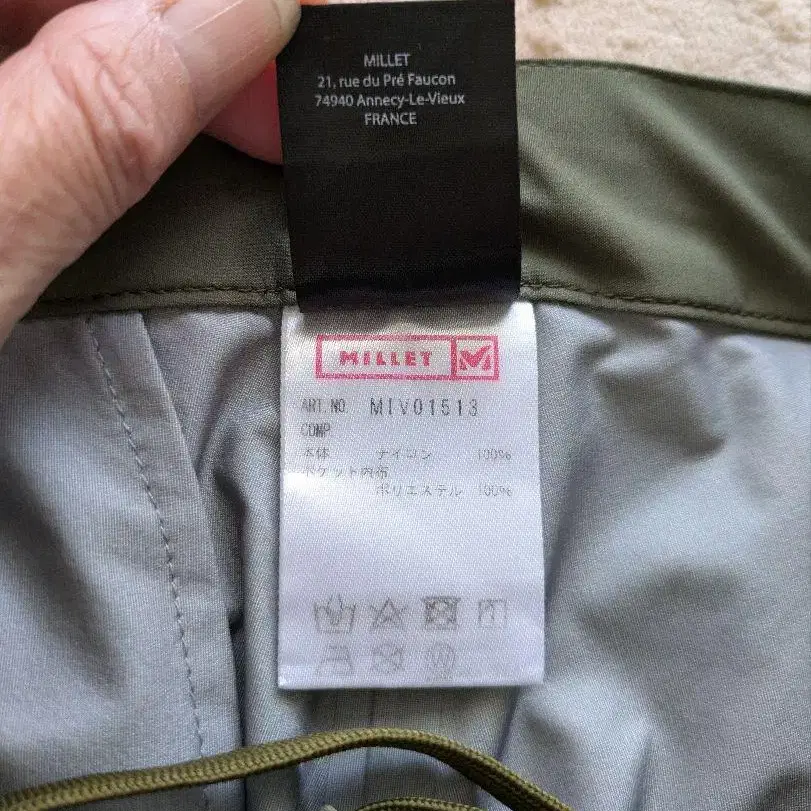 MILLET
21, rue du Pré Faucon
74940 Annecy-Le-Vieux
FRANCE
MILLET
ART.NO. MIV01513
COMP
本体 ナイロン 100%
ポケット内布
ポリエステル 100%